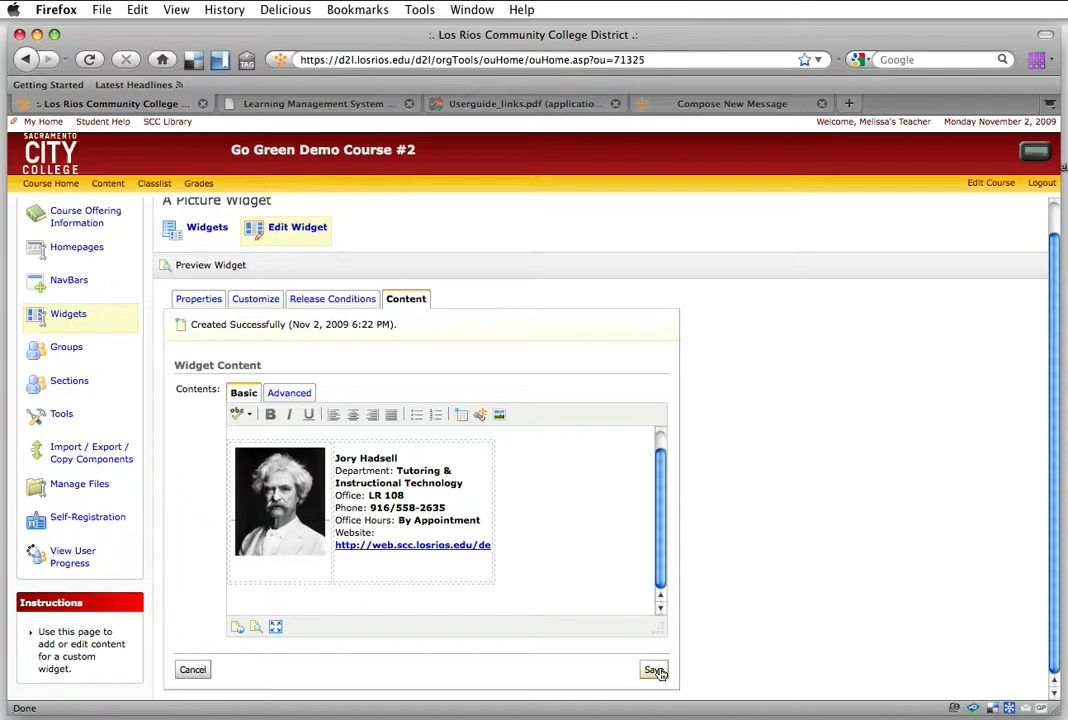 Firefox File Edit View History Delicious Bookmarks Tools Window Help
:. Los Rios Community College District .:
TAG https://d2l.losrios.edu/d2l/orgTools/ouHome/ouHome.asp?ou=71325 Google
Getting Started Latest Headlines
:. Los Rios Community College ... Learning Management System ... Userguide_links.pdf (applicatio... Compose New Message
My Home Student Help SCC Library Welcome, Melissa's Teacher Monday November 2, 2009
SACRAMENTO
CITY
COLLEGE
Go Green Demo Course #2
Course Home Content Classlist Grades Edit Course Logout
Course Offering
Information
Homepages
NavBars
Widgets
Groups
Sections
Tools
Import / Export /
Copy Components
Manage Files
Self-Registration
View User
Progress
Instructions
Use this page to
add or edit content
for a custom
widget.
A Picture Widget
Widgets Edit Widget
Preview Widget
Properties Customize Release Conditions Content
Created Successfully (Nov 2, 2009 6:22 PM).
Widget Content
Contents: Basic Advanced
abc B I U
Jory Hadsell
Department: Tutoring &
Instructional Technology
Office: LR 108
Phone: 916/558-2635
Office Hours: By Appointment
Website:
http://web.scc.losrios.edu/de
Cancel Save
Done GP